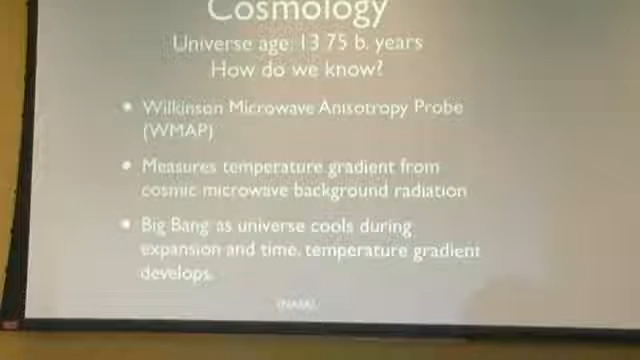 Cosmology
Universe age: 13.75 b. years
How do we know?
• Wilkinson Microwave Anisotropy Probe
(WMAP)
• Measures temperature gradient from
cosmic microwave background radiation
• Big Bang as universe cools during
expansion and time, temperature gradient
develops.
(NASA)